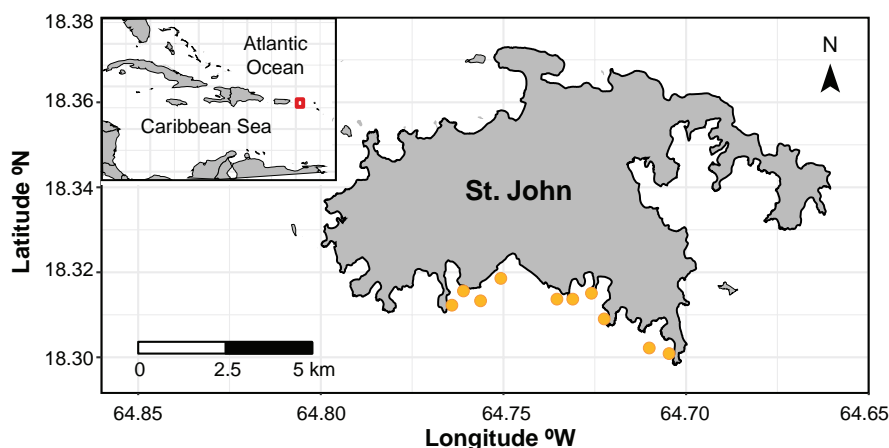 18.38
18.36
18.34
18.32
18.30
Latitude ºN
Atlantic
Ocean
Caribbean Sea
N
St. John
0
2.5
5 km
64.85
64.80
64.75
64.70
64.65
Longitude ºW